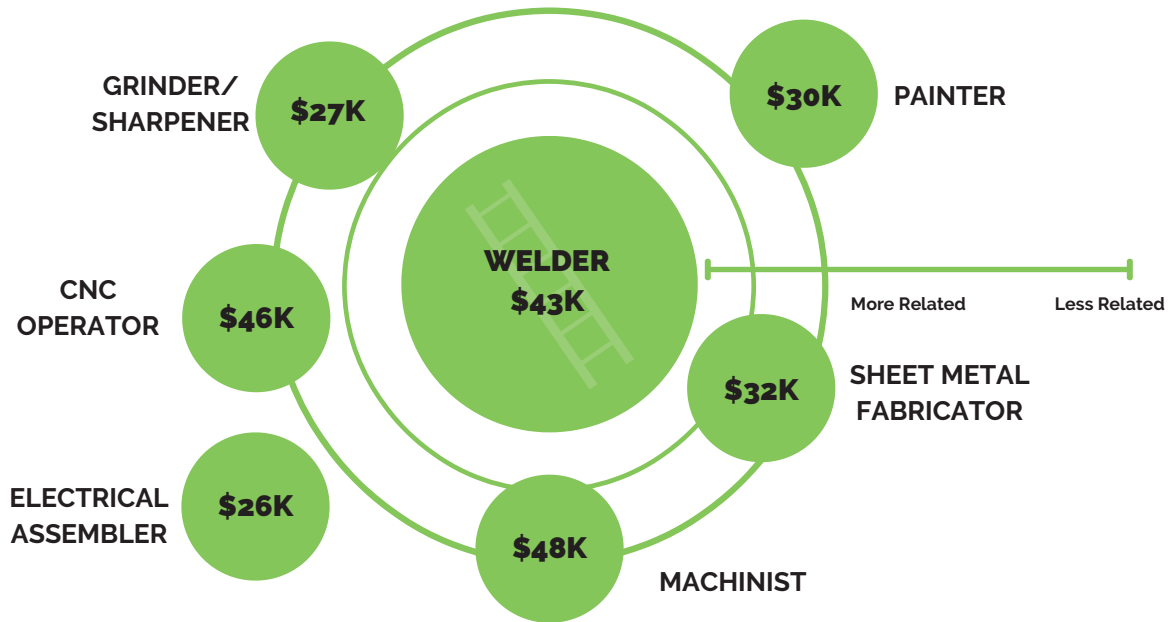 GRINDER/
SHARPENER
$27K
$30K
PAINTER
WELDER
$43K
CNC
OPERATOR
$46K
More Related
Less Related
$32K
SHEET METAL
FABRICATOR
ELECTRICAL
ASSEMBLER
$26K
$48K
MACHINIST